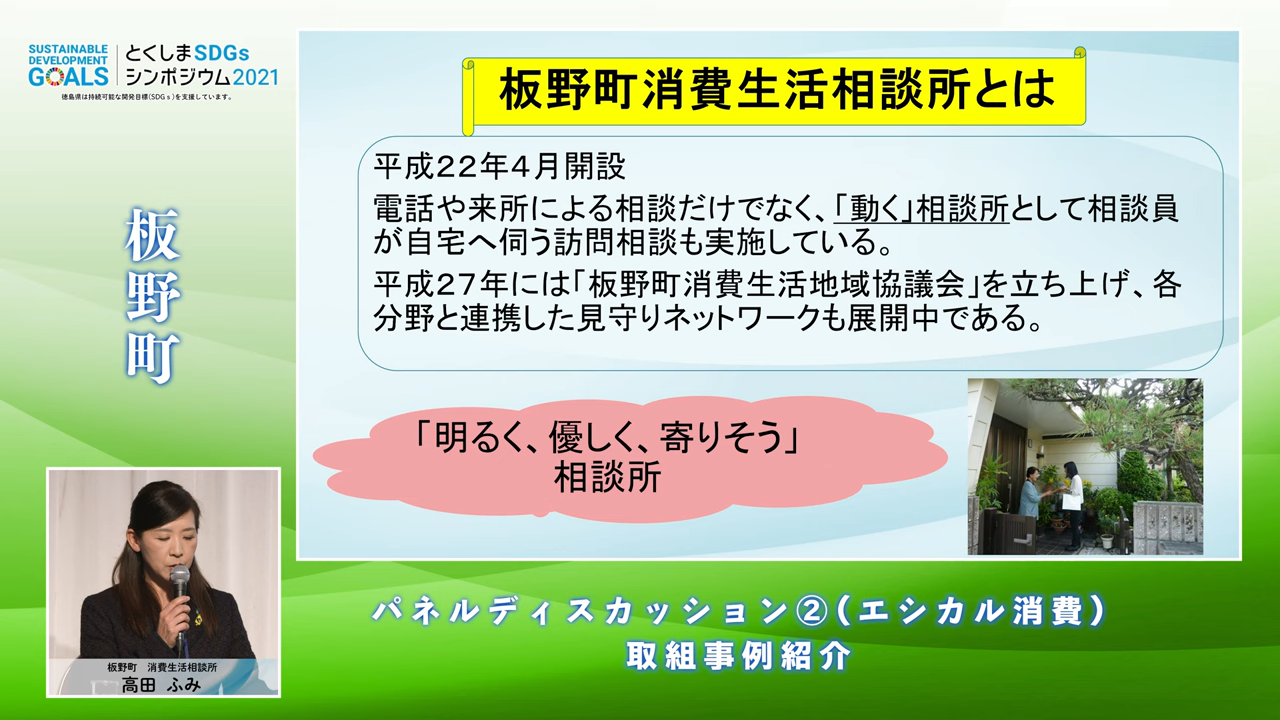 SUSTAINABLE
DEVELOPMENT
GOALS
とくしまSDGs
シンポジウム2021
徳島県は持続可能な開発目標(SDGs)を支援しています。
板野町
板野町消費生活相談所とは
平成22年4月開設
電話や来所による相談だけでなく、「動く」相談所として相談員
が自宅へ伺う訪問相談も実施している。
平成27年には「板野町消費生活地域協議会」を立ち上げ、各
分野と連携した見守りネットワークも展開中である。
「明るく、優しく、寄りそう」
相談所
板野町 消費生活相談所
高田 ふみ
パネルディスカッション②(エシカル消費)
取組事例紹介